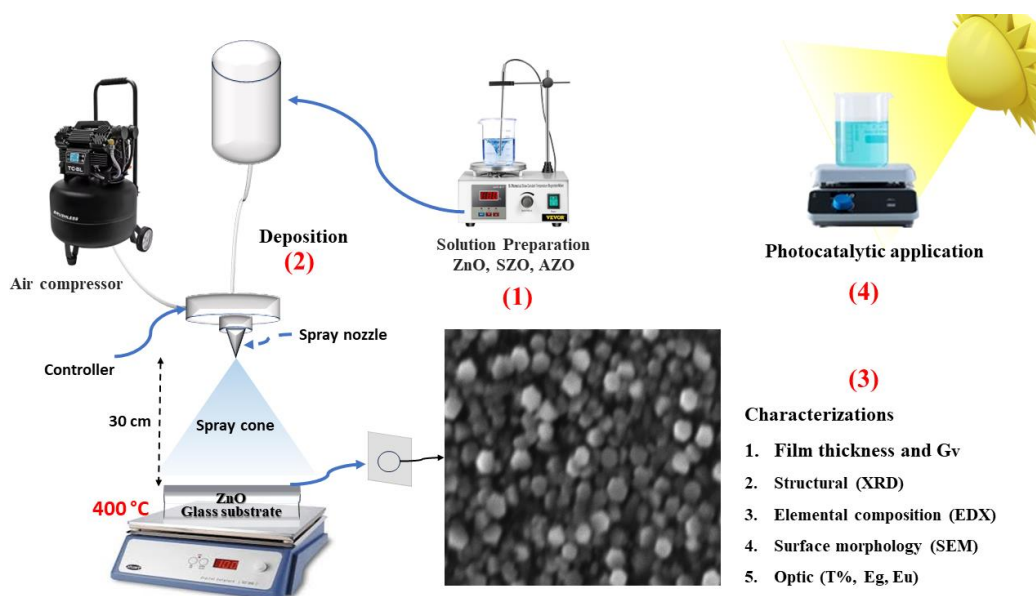 Air compressor
Deposition
(2)
Solution Preparation
ZnO, SZO, AZO
(1)
VEVOR
Photocatalytic application
(4)
Controller
Spray nozzle
30 cm
Spray cone
400 °C
ZnO
Glass substrate
(3)
Characterizations
1. Film thickness and Gv
2. Structural (XRD)
3. Elemental composition (EDX)
4. Surface morphology (SEM)
5. Optic (T%, Eg, Eu)